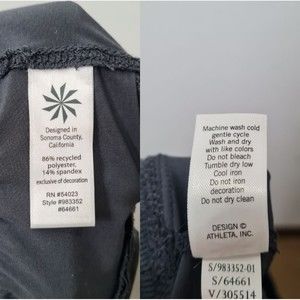 Designed in
Sonoma County,
California
86% recycled
polyester,
14% spandex
exclusive of decoration
RN #54023
Style #983352
#64661
Machine wash cold
gentle cycle
Wash and dry
with like colors
Do not bleach
Tumble dry low
Cool iron
Do not iron
decoration
Do not dry clean
DESIGN ©
ATHLETA, INC.
S/983352-01
S/64661
V/305514